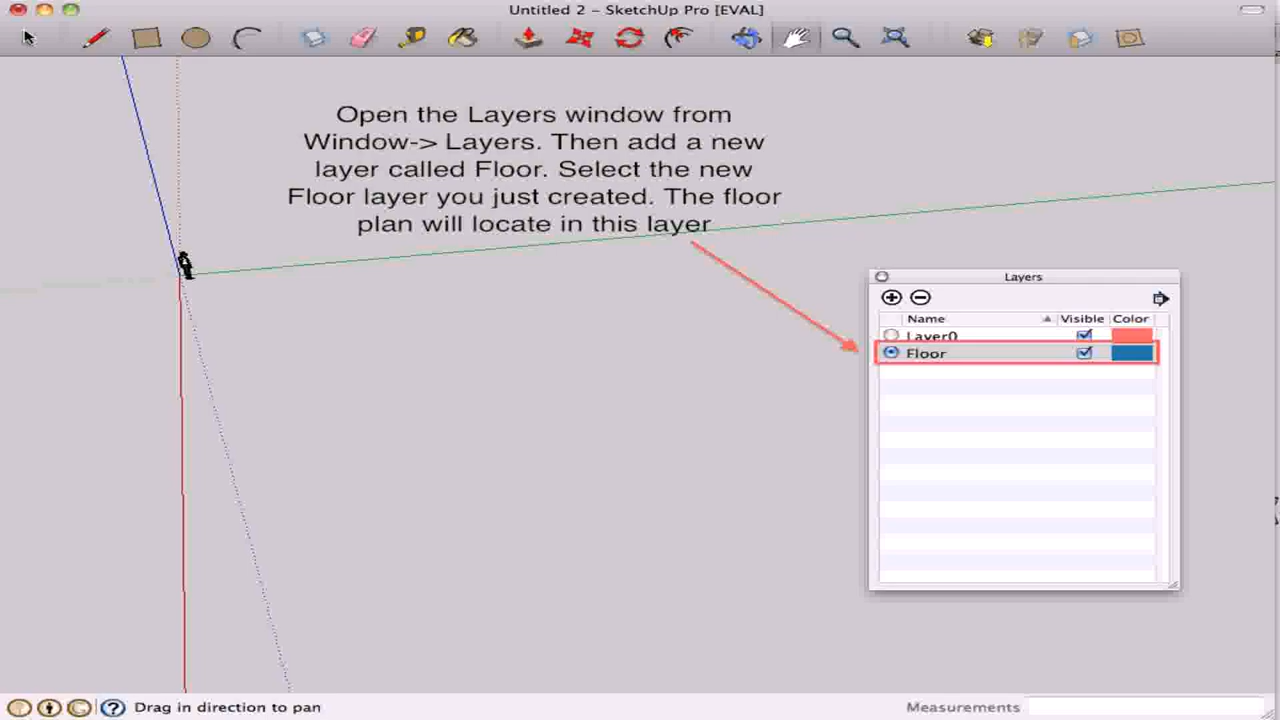 Untitled 2 – SketchUp Pro [EVAL]
Open the Layers window from
Window-> Layers. Then add a new
layer called Floor. Select the new
Floor layer you just created. The floor
plan will locate in this layer
Layers
Name Visible Color
Layer0
Floor
Drag in direction to pan
Measurements